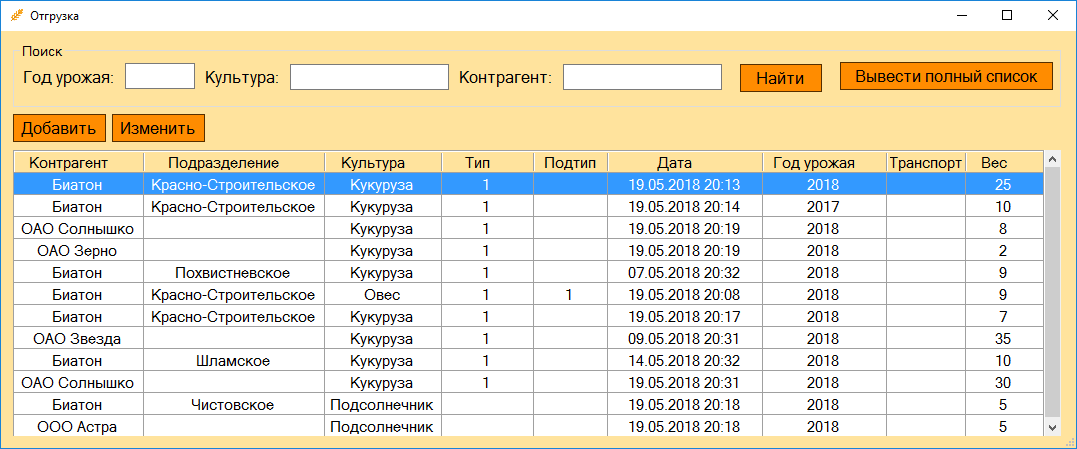 Отгрузка
Поиск
Год урожая: Культура: Контрагент: Найти Вывести полный список
Добавить Изменить
Контрагент Подразделение Культура Тип Подтип Дата Год урожая Транспорт Вес
Биатон Красно-Строительское Кукуруза 1 19.05.2018 20:13 2018 25
Биатон Красно-Строительское Кукуруза 1 19.05.2018 20:14 2017 10
ОАО Солнышко Кукуруза 1 19.05.2018 20:19 2018 8
ОАО Зерно Кукуруза 1 19.05.2018 20:19 2018 2
Биатон Похвистневское Кукуруза 1 07.05.2018 20:32 2018 9
Биатон Красно-Строительское Овес 1 1 19.05.2018 20:08 2018 9
Биатон Красно-Строительское Кукуруза 1 19.05.2018 20:17 2018 7
ОАО Звезда Кукуруза 1 09.05.2018 20:31 2018 35
Биатон Шламское Кукуруза 1 14.05.2018 20:32 2018 10
ОАО Солнышко Кукуруза 1 19.05.2018 20:31 2018 30
Биатон Чистовское Подсолнечник 19.05.2018 20:18 2018 5
ООО Астра Подсолнечник 19.05.2018 20:18 2018 5